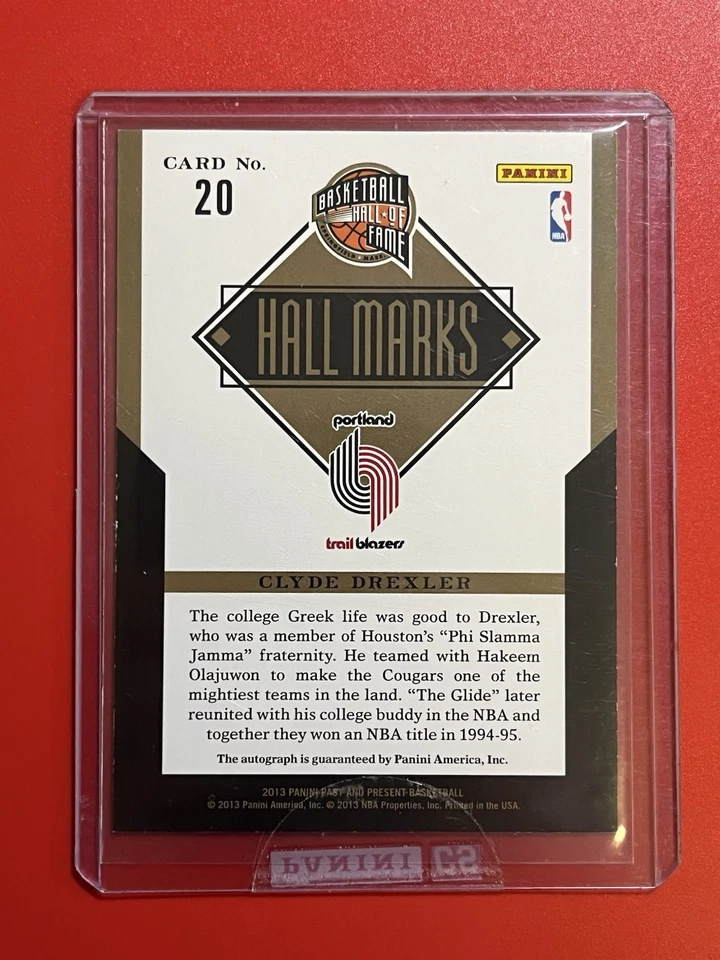 CARD No.
20
BASKETBALL
HALL OF
FAME
SPRINGFIELD • MASS.
PANINI
NBA
HALL MARKS
portland
trail blazers
CLYDE DREXLER
The college Greek life was good to Drexler,
who was a member of Houston's “Phi Slamma
Jamma” fraternity. He teamed with Hakeem
Olajuwon to make the Cougars one of the
mightiest teams in the land. “The Glide” later
reunited with his college buddy in the NBA and
together they won an NBA title in 1994-95.
The autograph is guaranteed by Panini America, Inc.
2013 PANINI PAST AND PRESENT BASKETBALL
© 2013 Panini America, Inc. © 2013 NBA Properties, Inc. Printed in the USA.
PANINI